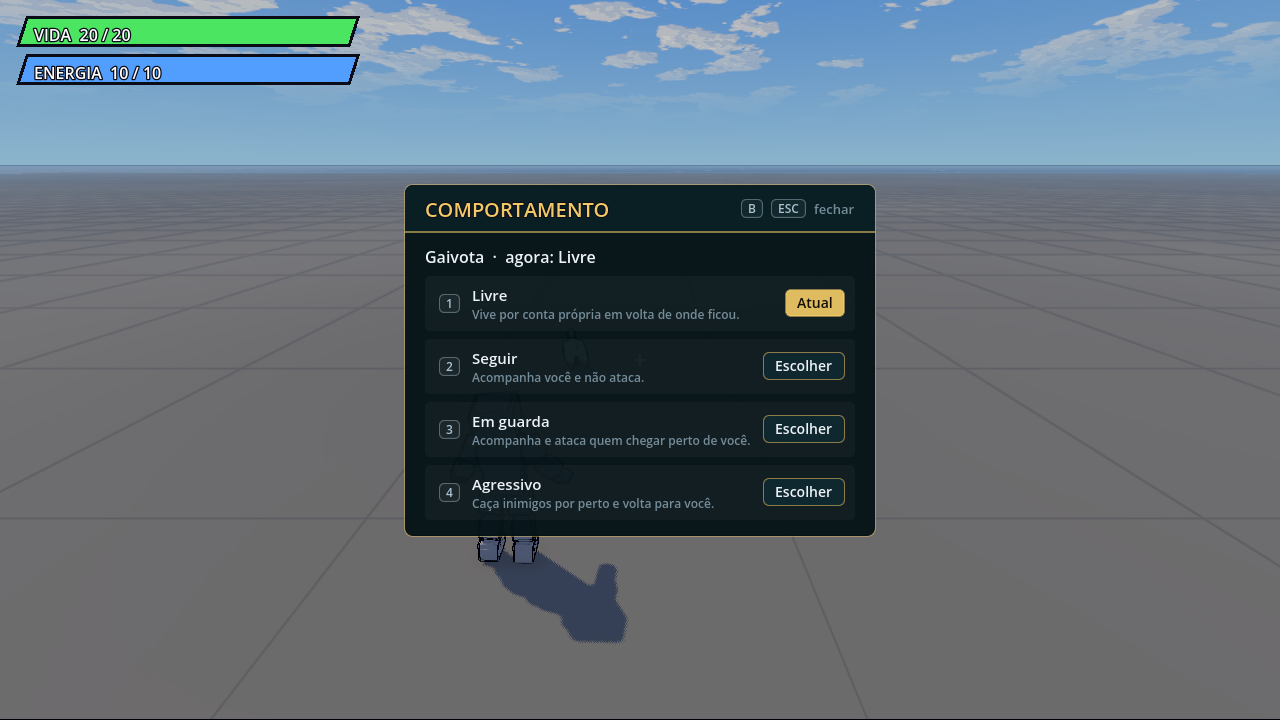 VIDA 20 / 20
ENERGIA 10 / 10
COMPORTAMENTO
B ESC fechar
Gaivota · agora: Livre
1 Livre
Vive por conta própria em volta de onde ficou.
Atual
2 Seguir
Acompanha você e não ataca.
Escolher
3 Em guarda
Acompanha e ataca quem chegar perto de você.
Escolher
4 Agressivo
Caça inimigos por perto e volta para você.
Escolher